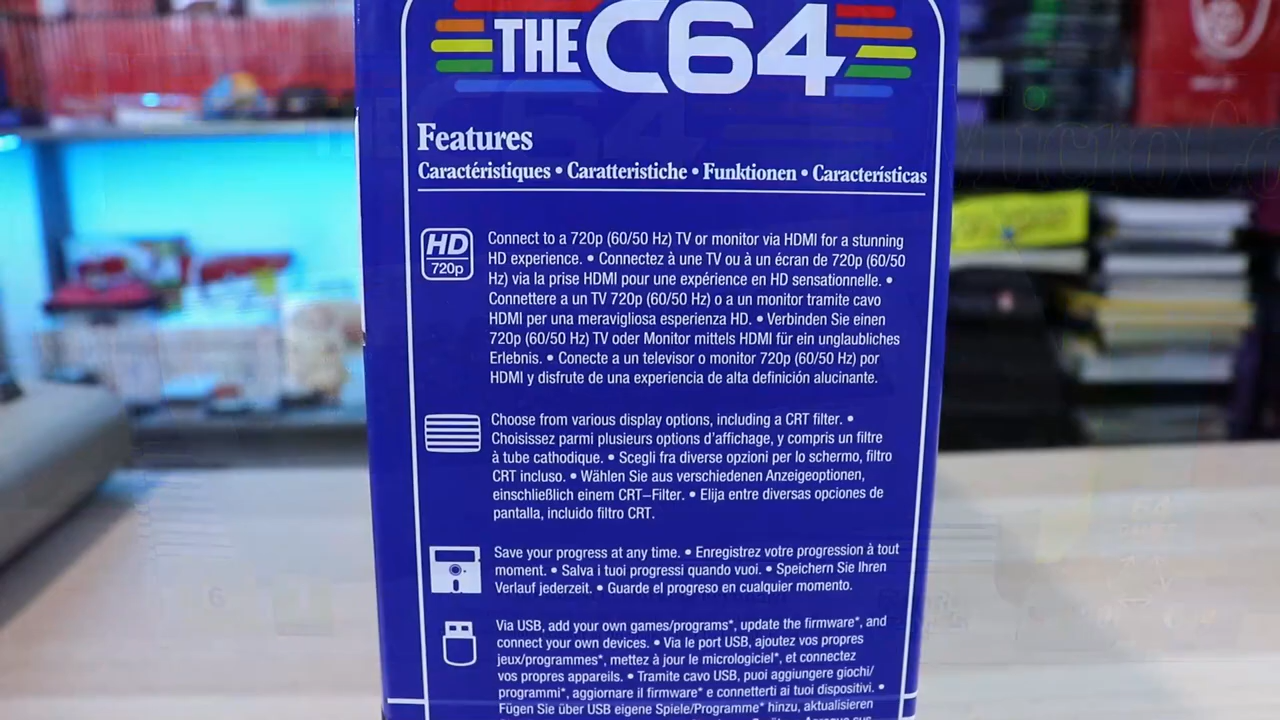 THEC64
Features
Caractéristiques • Caratteristiche • Funktionen • Características
HD
720p
Connect to a 720p (60/50 Hz) TV or monitor via HDMI for a stunning
HD experience. • Connectez à une TV ou à un écran de 720p (60/50
Hz) via la prise HDMI pour une expérience en HD sensationnelle. •
Connettere a un TV 720p (60/50 Hz) o a un monitor tramite cavo
HDMI per una meravigliosa esperienza HD. • Verbinden Sie einen
720p (60/50 Hz) TV oder Monitor mittels HDMI für ein unglaubliches
Erlebnis. • Conecte a un televisor o monitor 720p (60/50 Hz) por
HDMI y disfrute de una experiencia de alta definición alucinante.
Choose from various display options, including a CRT filter. •
Choisissez parmi plusieurs options d'affichage, y compris un filtre
à tube cathodique. • Scegli fra diverse opzioni per lo schermo, filtro
CRT incluso. • Wählen Sie aus verschiedenen Anzeigeoptionen,
einschließlich einem CRT–Filter. • Elija entre diversas opciones de
pantalla, incluido filtro CRT.
Save your progress at any time. • Enregistrez votre progression à tout
moment. • Salva i tuoi progressi quando vuoi. • Speichern Sie Ihren
Verlauf jederzeit. • Guarde el progreso en cualquier momento.
Via USB, add your own games/programs*, update the firmware*, and
connect your own devices. • Via le port USB, ajoutez vos propres
jeux/programmes*, mettez à jour le micrologiciel*, et connectez
vos propres appareils. • Tramite cavo USB, puoi aggiungere giochi/
programmi*, aggiornare il firmware* e connetterti ai tuoi dispositivi. •
Fügen Sie über USB eigene Spiele/Programme* hinzu, aktualisieren